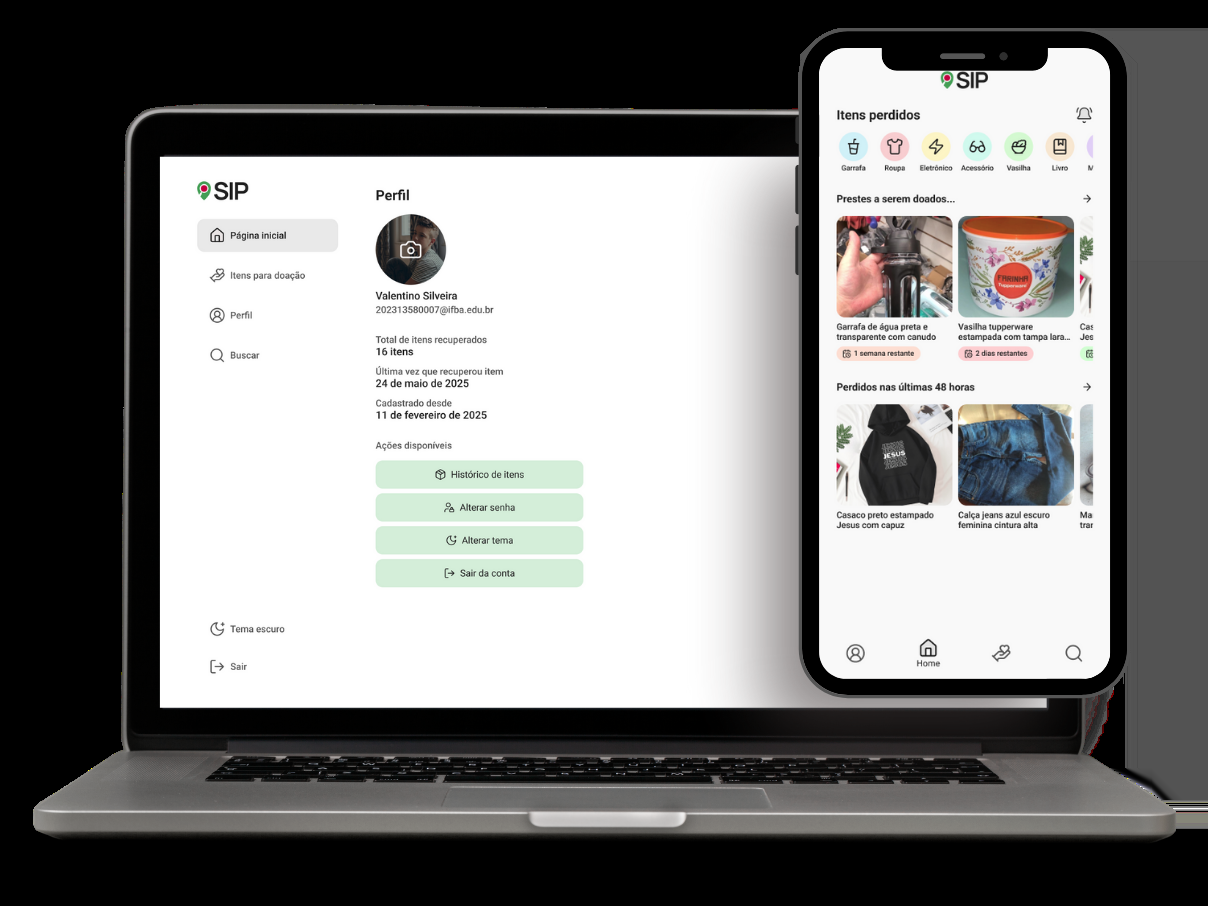 SIP
Página inicial
Itens para doação
Perfil
Buscar
Tema escuro
Sair
Perfil
Valentino Silveira
202313580007@ifba.edu.br
Total de itens recuperados
16 itens
Última vez que recuperou item
24 de maio de 2025
Cadastrado desde
11 de fevereiro de 2025
Ações disponíveis
Histórico de itens
Alterar senha
Alterar tema
Sair da conta
SIP
Itens perdidos
Garrafa
Roupa
Eletrônico
Acessório
Vasilha
Livro
M
Prestes a serem doados...
FARINHA
Tupperware
Garrafa de água preta e
transparente com canudo
1 semana restante
Vasilha tupperware
estampada com tampa lara...
2 dias restantes
Cas
Jes
Perdidos nas últimas 48 horas
JESUS
Casaco preto estampado
Jesus com capuz
Calça jeans azul escuro
feminina cintura alta
Ma
trar
Home